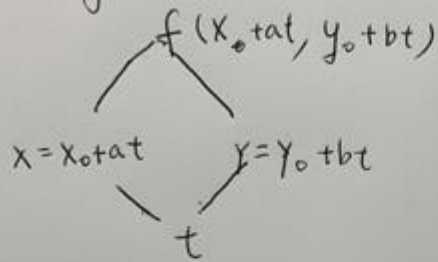 f(x₀+at, y₀+bt)
x=x₀+at y=y₀+bt
t